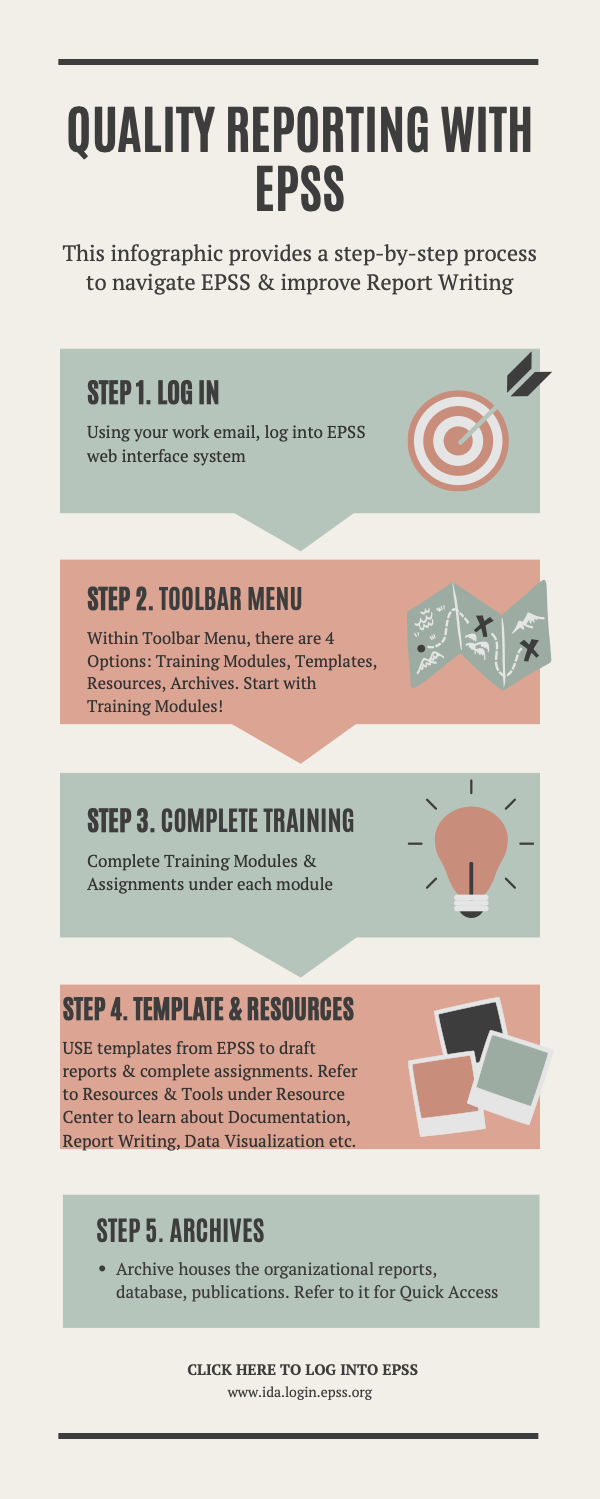 QUALITY REPORTING WITH
EPSS
This infographic provides a step-by-step process
to navigate EPSS & improve Report Writing
STEP 1. LOG IN
Using your work email, log into EPSS
web interface system
STEP 2. TOOLBAR MENU
Within Toolbar Menu, there are 4
Options: Training Modules, Templates,
Resources, Archives. Start with
Training Modules!
STEP 3. COMPLETE TRAINING
Complete Training Modules &
Assignments under each module
STEP 4. TEMPLATE & RESOURCES
USE templates from EPSS to draft
reports & complete assignments. Refer
to Resources & Tools under Resource
Center to learn about Documentation,
Report Writing, Data Visualization etc.
STEP 5. ARCHIVES
• Archive houses the organizational reports,
database, publications. Refer to it for Quick Access
CLICK HERE TO LOG INTO EPSS
www.ida.login.epss.org